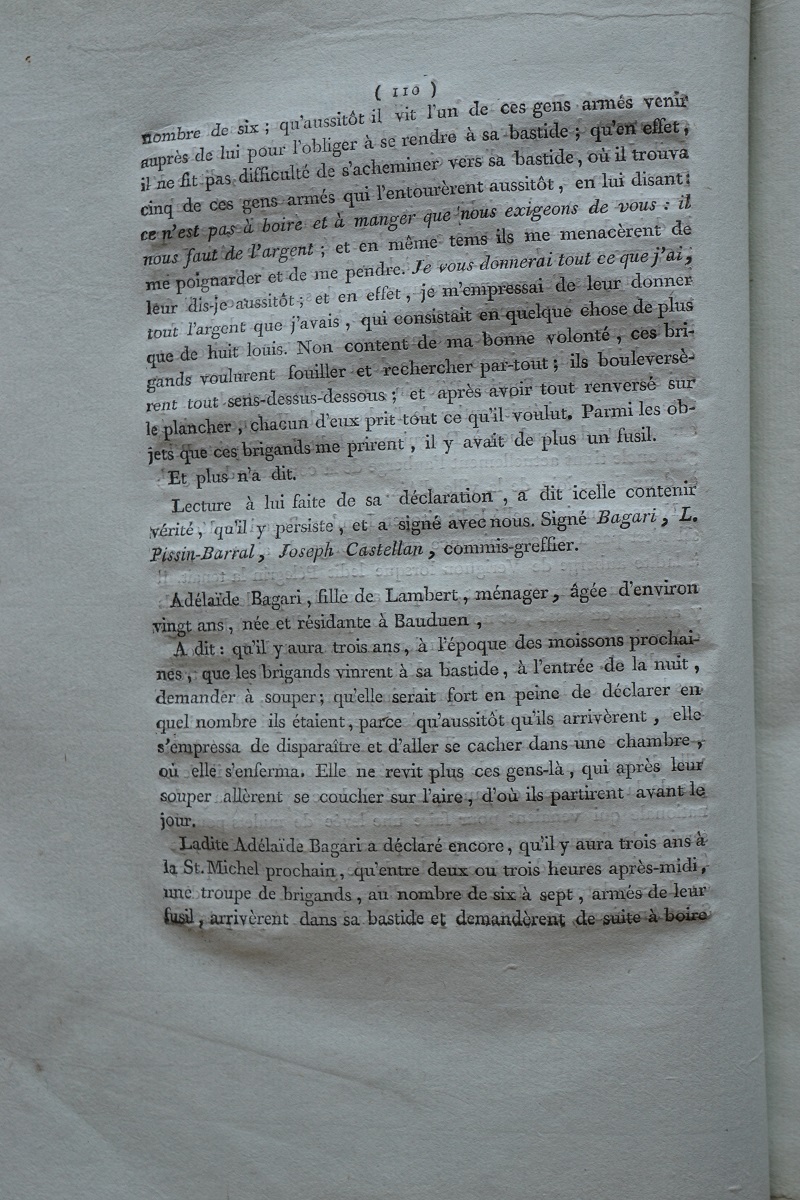 ( 110 )
nombre de six ; qu'aussitôt il vit l'un de ces gens armés venir
auprès de lui pour l'obliger à se rendre à sa bastide ; qu'en effet,
il ne fit pas difficulté de s'acheminer vers sa bastide, où il trouva
cinq de ces gens armés qui l'entourèrent aussitôt, en lui disant:
ce n'est pas à boire et à manger que nous exigeons de vous : il
nous faut de l'argent ; et en même tems ils me menacèrent de
me poignarder et de me pendre. Je vous donnerai tout ce que j'ai,
leur dis-je aussitôt ; et en effet, je m'empressai de leur donner
tout l'argent que j'avais, qui consistait en quelque chose de plus
que de huit louis. Non content de ma bonne volonté, ces bri-
gands voulurent fouiller et rechercher par-tout ; ils bouleversè-
rent tout sens-dessus-dessous ; et après avoir tout renversé sur
le plancher, chacun d'eux prit tout ce qu'il voulut. Parmi les ob-
jets que ces brigands me prirent, il y avait de plus un fusil.
Et plus n'a dit.
Lecture à lui faite de sa déclaration, a dit icelle contenir
vérité, qu'il y persiste, et a signé avec nous. Signé Bagari, L.
Pissin-Barral, Joseph Castellan, commis-greffier.
Adélaïde Bagari, fille de Lambert, ménager, âgée d'environ
vingt ans, née et résidante à Bauduen,
A dit : qu'il y aura trois ans, à l'époque des moissons prochai-
nes, que les brigands vinrent à sa bastide, à l'entrée de la nuit,
demander à souper; qu'elle serait fort en peine de déclarer en
quel nombre ils étaient, parce qu'aussitôt qu'ils arrivèrent, elle
s'empressa de disparaître et d'aller se cacher dans une chambre,
où elle s'enferma. Elle ne revit plus ces gens-là, qui après leur
souper allèrent se coucher sur l'aire, d'où ils partirent avant le
jour.
Ladite Adélaïde Bagari a déclaré encore, qu'il y aura trois ans à
la St. Michel prochain, qu'entre deux ou trois heures après-midi,
une troupe de brigands, au nombre de six à sept, armés de leur
fusil, arrivèrent dans sa bastide et demandèrent de suite à boire